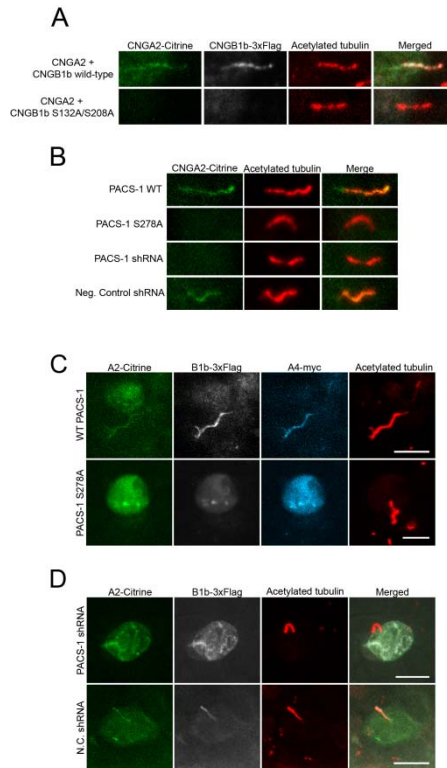 A
CNGA2-Citrine CNGB1b-3xFlag Acetylated tubulin Merged
CNGA2 +
CNGB1b wild-type
CNGA2 +
CNGB1b S132A/S208A
B
CNGA2-Citrine Acetylated tubulin Merge
PACS-1 WT
PACS-1 S278A
PACS-1 shRNA
Neg. Control shRNA
C
A2-Citrine B1b-3xFlag A4-myc Acetylated tubulin
WT PACS-1
PACS-1 S278A
D
A2-Citrine B1b-3xFlag Acetylated tubulin Merged
PACS-1 shRNA
N.C. shRNA